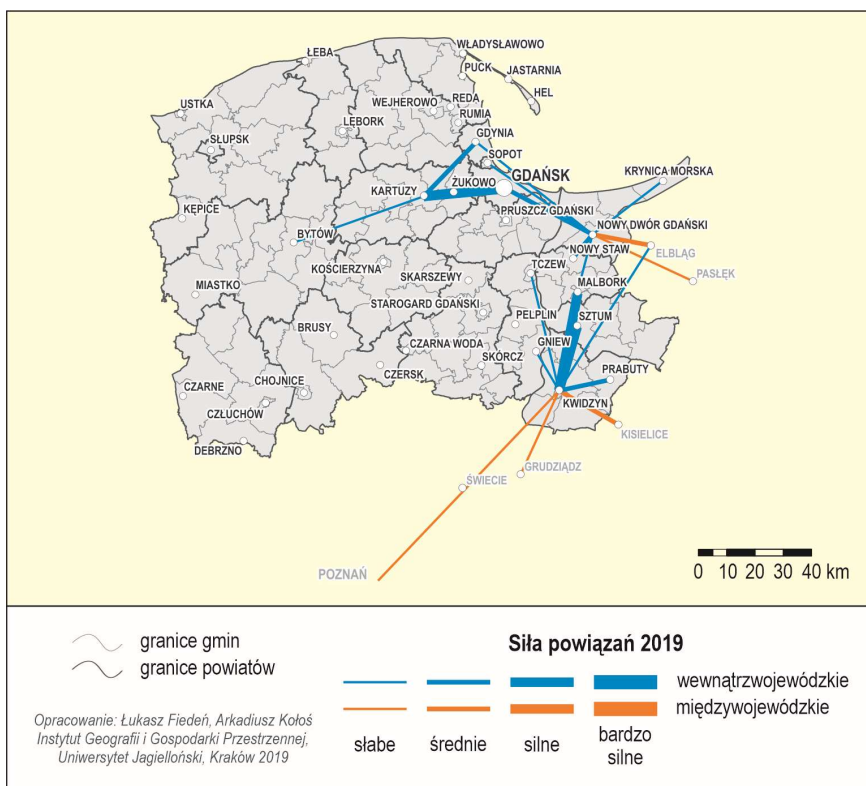 WŁADYSŁAWOWO
ŁEBA
PUCK
JASTARNIA
USTKA
WEJHEROWO
REDA
HEL
RUMIA
LĘBORK
SŁUPSK
GDYNIA
SOPOT
GDAŃSK
KRYNICA MORSKA
KARTUZY
ŻUKOWO
KĘPICE
PRUSZCZ GDAŃSKI
NOWY DWÓR GDAŃSKI
BYTÓW
NOWY STAW
ELBLĄG
KOŚCIERZYNA
TCZEW
SKARSZEWY
PASŁĘK
MIASTKO
MALBORK
STAROGARD GDAŃSKI
PELPLIN
SZTUM
BRUSY
CZARNA WODA
GNIEW
SKÓRCZ
PRABUTY
CZERSK
CZARNE
CHOJNICE
CZŁUCHÓW
KWIDZYN
KISIELICE
DEBRZNO
GRUDZIĄDZ
ŚWIECIE
POZNAŃ
0 10 20 30 40 km
granice gmin
granice powiatów
Opracowanie: Łukasz Fiedeń, Arkadiusz Kołoś
Instytut Geografii i Gospodarki Przestrzennej,
Uniwersytet Jagielloński, Kraków 2019
Siła powiązań 2019
wewnątrzwojewódzkie
międzywojewódzkie
słabe
średnie
silne
bardzo
silne